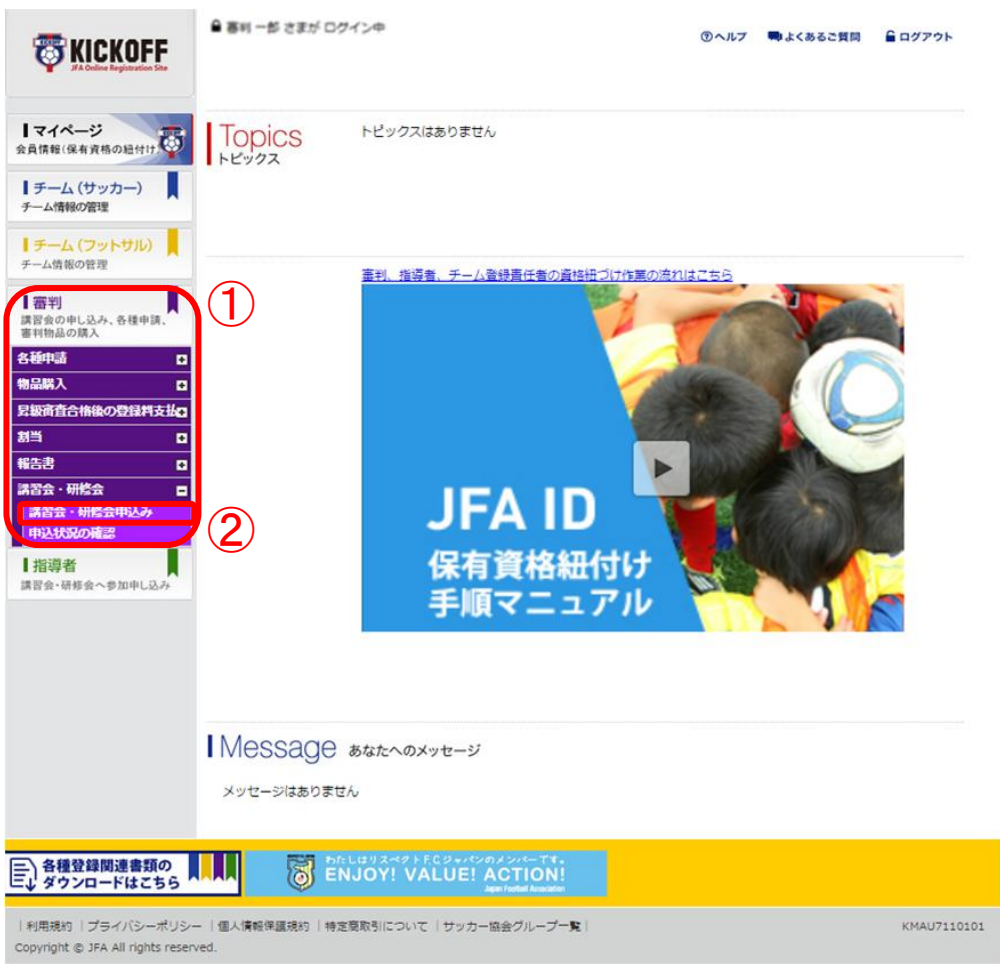 KICKOFF
JFA Online Registration Site
審判 一郎 さまが ログイン中
?ヘルプ
よくあるご質問
ログアウト
マイページ
会員情報(保有資格の紐付け)
チーム(サッカー)
チーム情報の管理
チーム(フットサル)
チーム情報の管理
審判
講習会の申し込み、各種申請、
審判物品の購入
各種申請
物品購入
昇級審査合格後の登録料支払
割当
報告書
講習会・研修会
講習会・研修会申込み
申込状況の確認
指導者
講習会・研修会へ参加申し込み
①
②
Topics
トピックス
トピックスはありません
審判、指導者、チーム登録責任者の資格紐づけ作業の流れはこちら
JFA ID
保有資格紐付け
手順マニュアル
Message あなたへのメッセージ
メッセージはありません
各種登録関連書類の
ダウンロードはこちら
わたしはリスペクトF.C.ジャパンのメンバーです。
ENJOY! VALUE! ACTION!
Japan Football Association
|利用規約 |プライバシーポリシー |個人情報保護規約 |特定商取引について |サッカー協会グループ一覧|
KMAU7110101
Copyright © JFA All rights reserved.